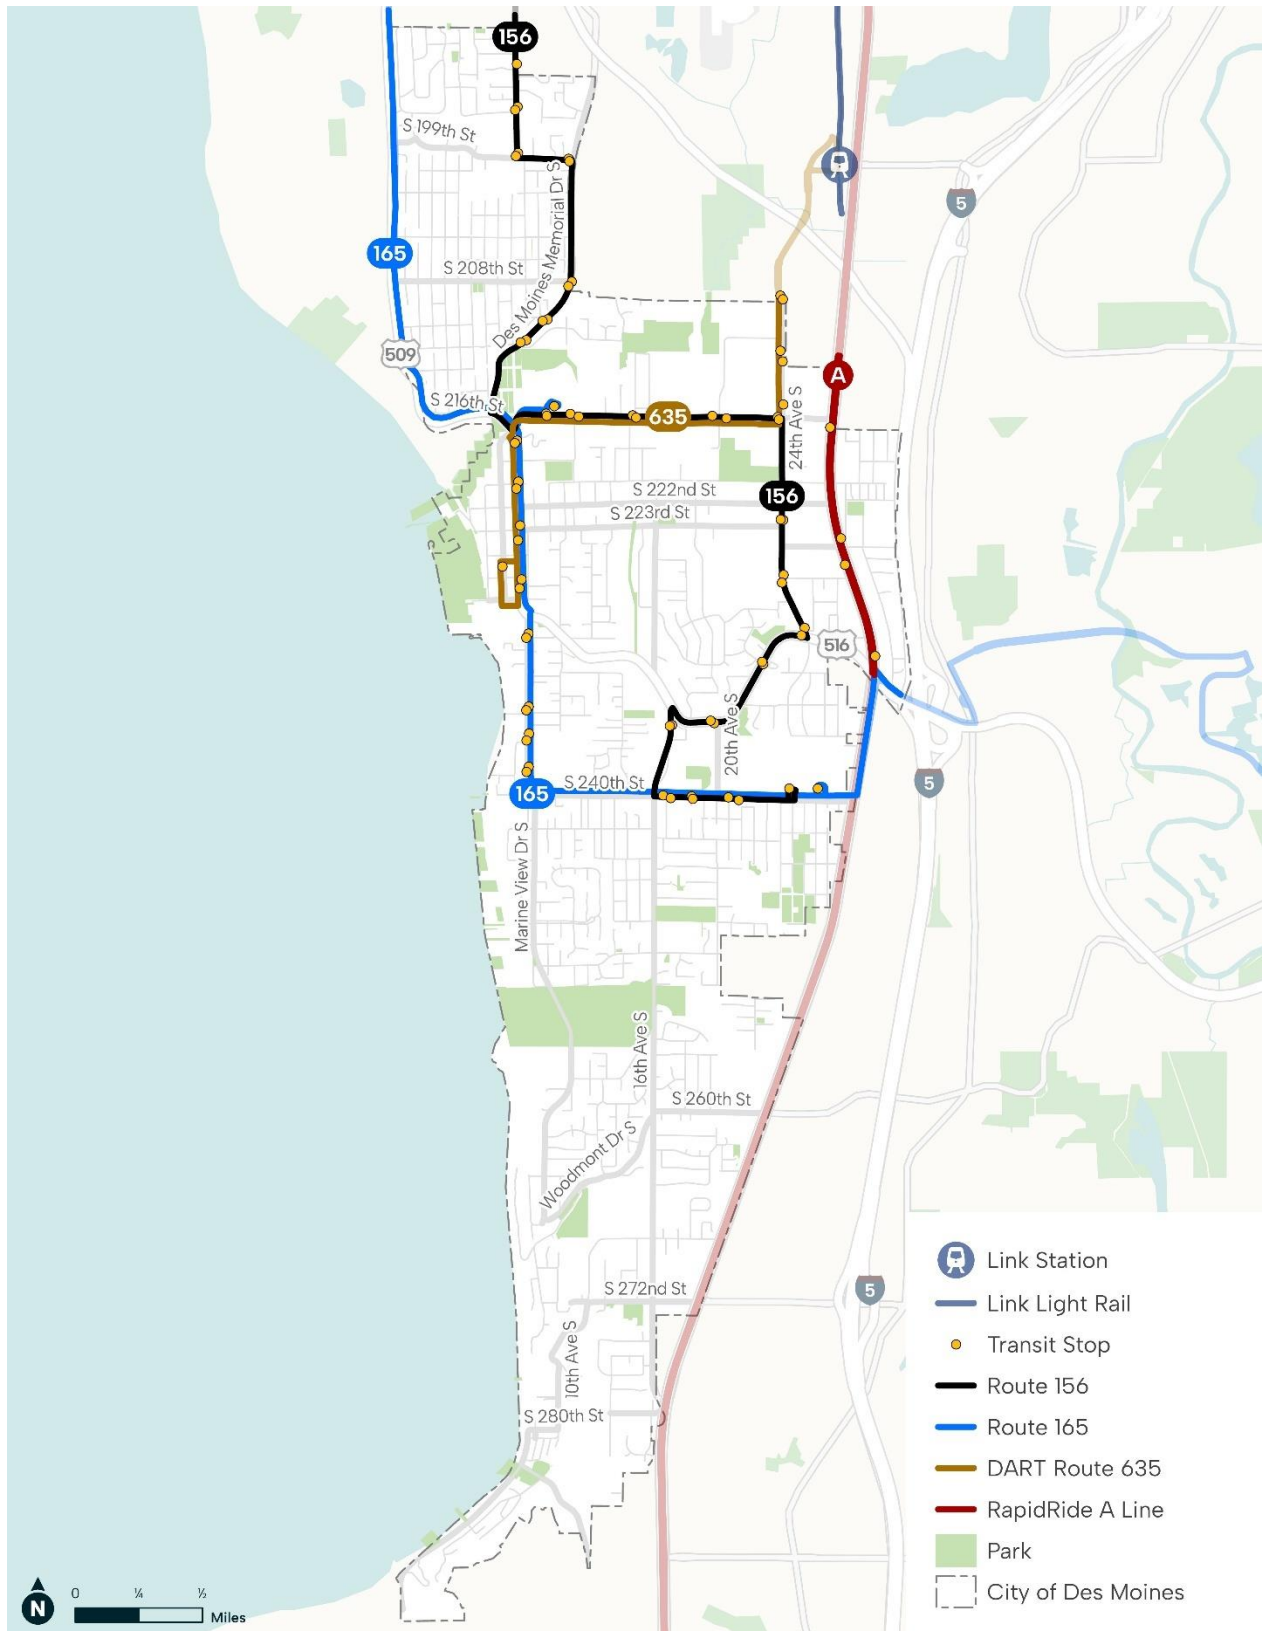 156
S 199th St
Des Moines Memorial Dr S
5
165
S 208th St
509
A
S 216th St
635
24th Ave S
S 222nd St
156
S 223rd St
516
20th Ave S
5
S 240th St
165
Marine View Dr S
16th Ave S
S 260th St
Woodmont Dr S
S 272nd St
5
10th Ave S
S 280th St
Link Station
Link Light Rail
Transit Stop
Route 156
Route 165
DART Route 635
RapidRide A Line
Park
City of Des Moines
N
0 ¼ ½
Miles